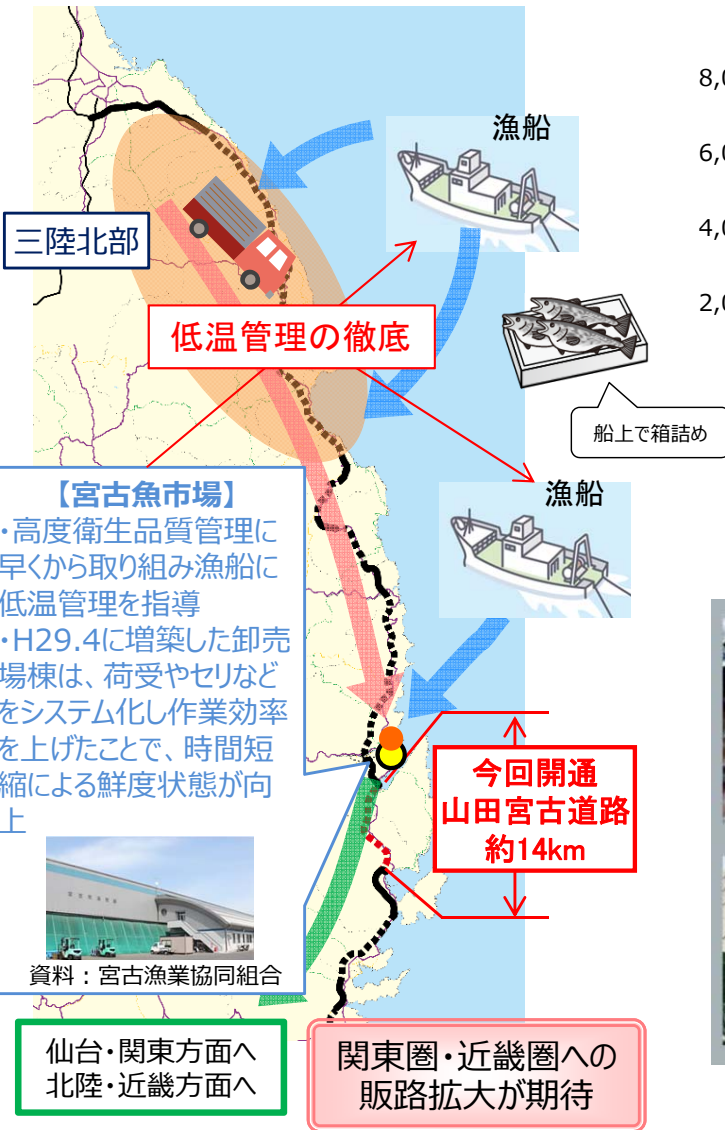 漁船
8,0
6,0
4,0
2,0
三陸北部
低温管理の徹底
船上で箱詰め
漁船
【宮古魚市場】
・高度衛生品質管理に
早くから取り組み漁船に
低温管理を指導
・H29.4に増築した卸売
場棟は、荷受やセリなど
をシステム化し作業効率
を上げたことで、時間短
縮による鮮度状態が向
上
資料：宮古漁業協同組合
今回開通
山田宮古道路
約14km
仙台・関東方面へ
北陸・近畿方面へ
関東圏・近畿圏への
販路拡大が期待